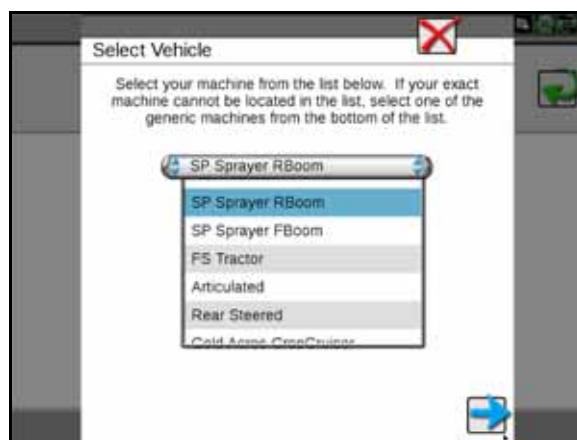 Select Vehicle
Select your machine from the list below. If your exact
machine cannot be located in the list, select one of the
generic machines from the bottom of the list.
SP Sprayer RBoom
SP Sprayer RBoom
SP Sprayer FBoom
FS Tractor
Articulated
Rear Steered